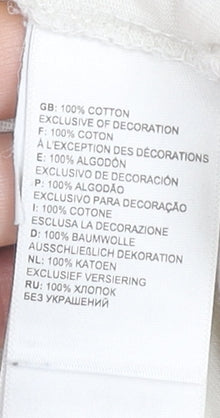 GB: 100% COTTON
EXCLUSIVE OF DECORATION
F: 100% COTON
À L'EXCEPTION DES DÉCORATIONS
E: 100% ALGODÓN
EXCLUSIVO DE DECORACIÓN
P: 100% ALGODÃO
EXCLUSIVO PARA DECORAÇÃO
I: 100% COTONE
ESCLUSA LA DECORAZIONE
D: 100% BAUMWOLLE
AUSSCHLIEßLICH DEKORATION
NL: 100% KATOEN
EXCLUSIEF VERSIERING
RU: 100% ХЛОПОК
БЕЗ УКРАШЕНИЙ